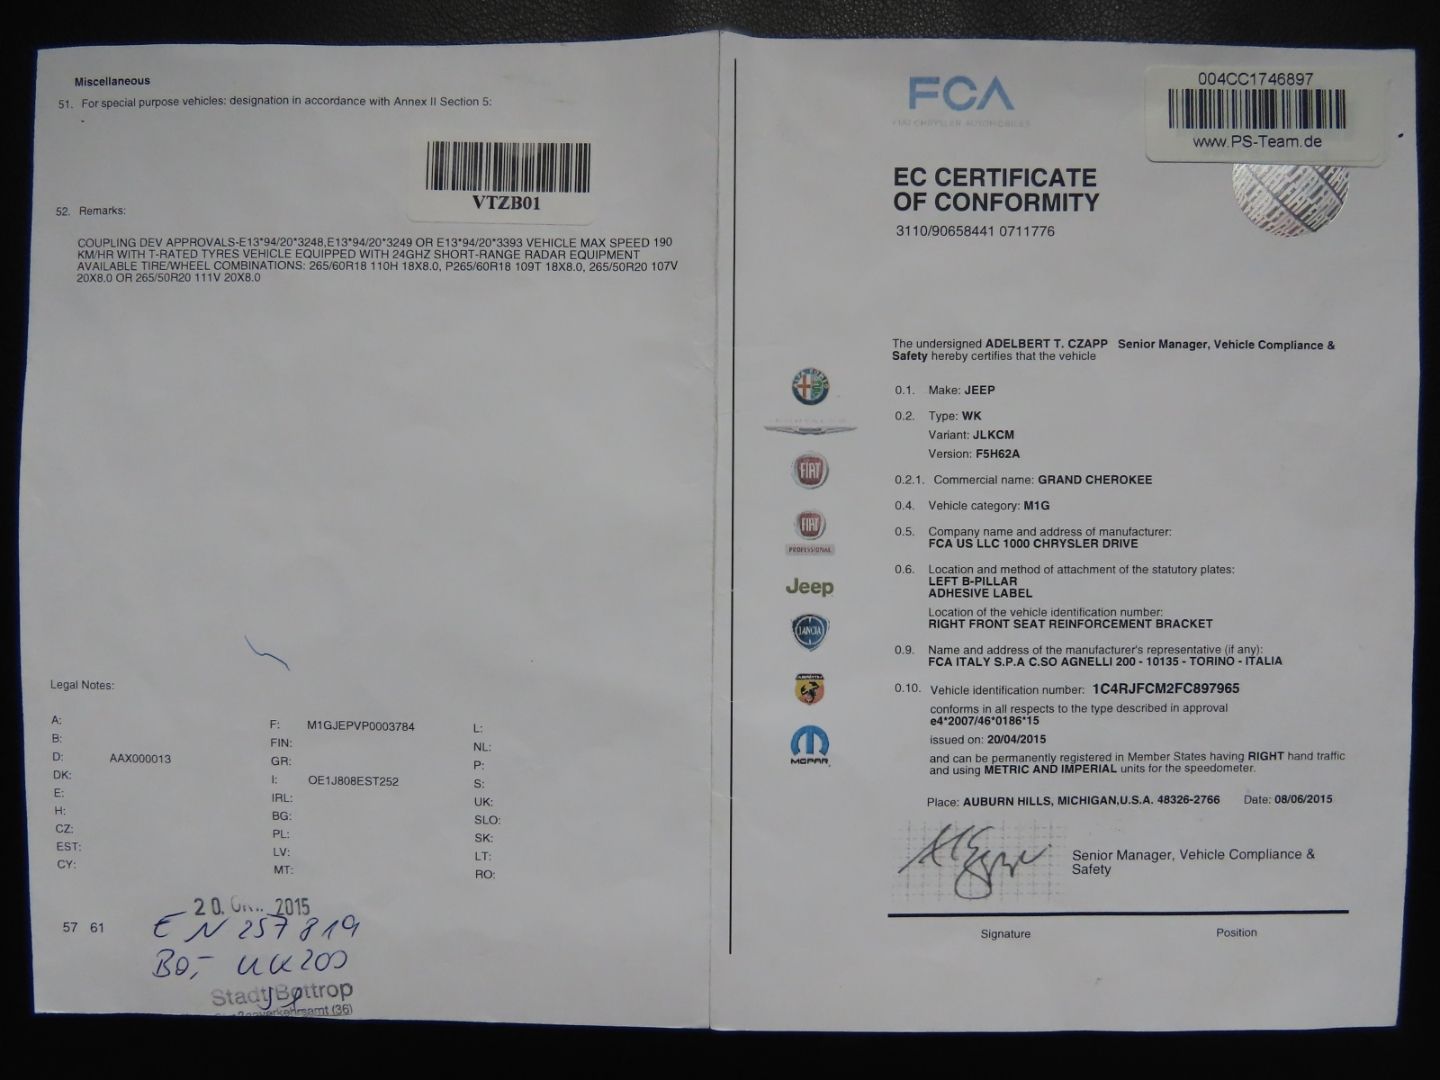 Miscellaneous
51. For special purpose vehicles: designation in accordance with Annex II Section 5:
-
VTZB01
52. Remarks:
COUPLING DEV APPROVALS-E13*94/20*3248,E13*94/20*3249 OR E13*94/20*3393 VEHICLE MAX SPEED 190
KM/HR WITH T-RATED TYRES VEHICLE EQUIPPED WITH 24GHZ SHORT-RANGE RADAR EQUIPMENT
AVAILABLE TIRE/WHEEL COMBINATIONS: 265/60R18 110H 18X8.0, P265/60R18 109T 18X8.0, 265/50R20 107V
20X8.0 OR 265/50R20 111V 20X8.0
Legal Notes:
A:
B:
D: AAX000013
DK:
E:
H:
CZ:
EST:
CY:
F: M1GJEPVP0003784
FIN:
GR:
I: OE1J808EST252
IRL:
BG:
PL:
LV:
MT:
L:
NL:
P:
S:
UK:
SLO:
SK:
LT:
RO:
57 61
20. 2015
E N 257819
BO,- UU200
Stadt Bottrop
(36)
FCA
FIAT CHRYSLER AUTOMOBILES
004CC1746897
www.PS-Team.de
EC CERTIFICATE
OF CONFORMITY
3110/90658441 0711776
The undersigned ADELBERT T. CZAPP Senior Manager, Vehicle Compliance &
Safety hereby certifies that the vehicle
0.1. Make: JEEP
0.2. Type: WK
Variant: JLKCM
Version: F5H62A
0.2.1. Commercial name: GRAND CHEROKEE
0.4. Vehicle category: M1G
0.5. Company name and address of manufacturer:
FCA US LLC 1000 CHRYSLER DRIVE
0.6. Location and method of attachment of the statutory plates:
LEFT B-PILLAR
ADHESIVE LABEL
Location of the vehicle identification number:
RIGHT FRONT SEAT REINFORCEMENT BRACKET
0.9. Name and address of the manufacturer's representative (if any):
FCA ITALY S.P.A C.SO AGNELLI 200 - 10135 - TORINO - ITALIA
0.10. Vehicle identification number: 1C4RJFCM2FC897965
conforms in all respects to the type described in approval
e4*2007/46*0186*15
issued on: 20/04/2015
and can be permanently registered in Member States having RIGHT hand traffic
and using METRIC AND IMPERIAL units for the speedometer.
Place: AUBURN HILLS, MICHIGAN,U.S.A. 48326-2766 Date: 08/06/2015
Senior Manager, Vehicle Compliance &
Safety
Signature Position
FIAT
FIAT
PROFESSIONAL
Jeep
LANCIA
MOPAR